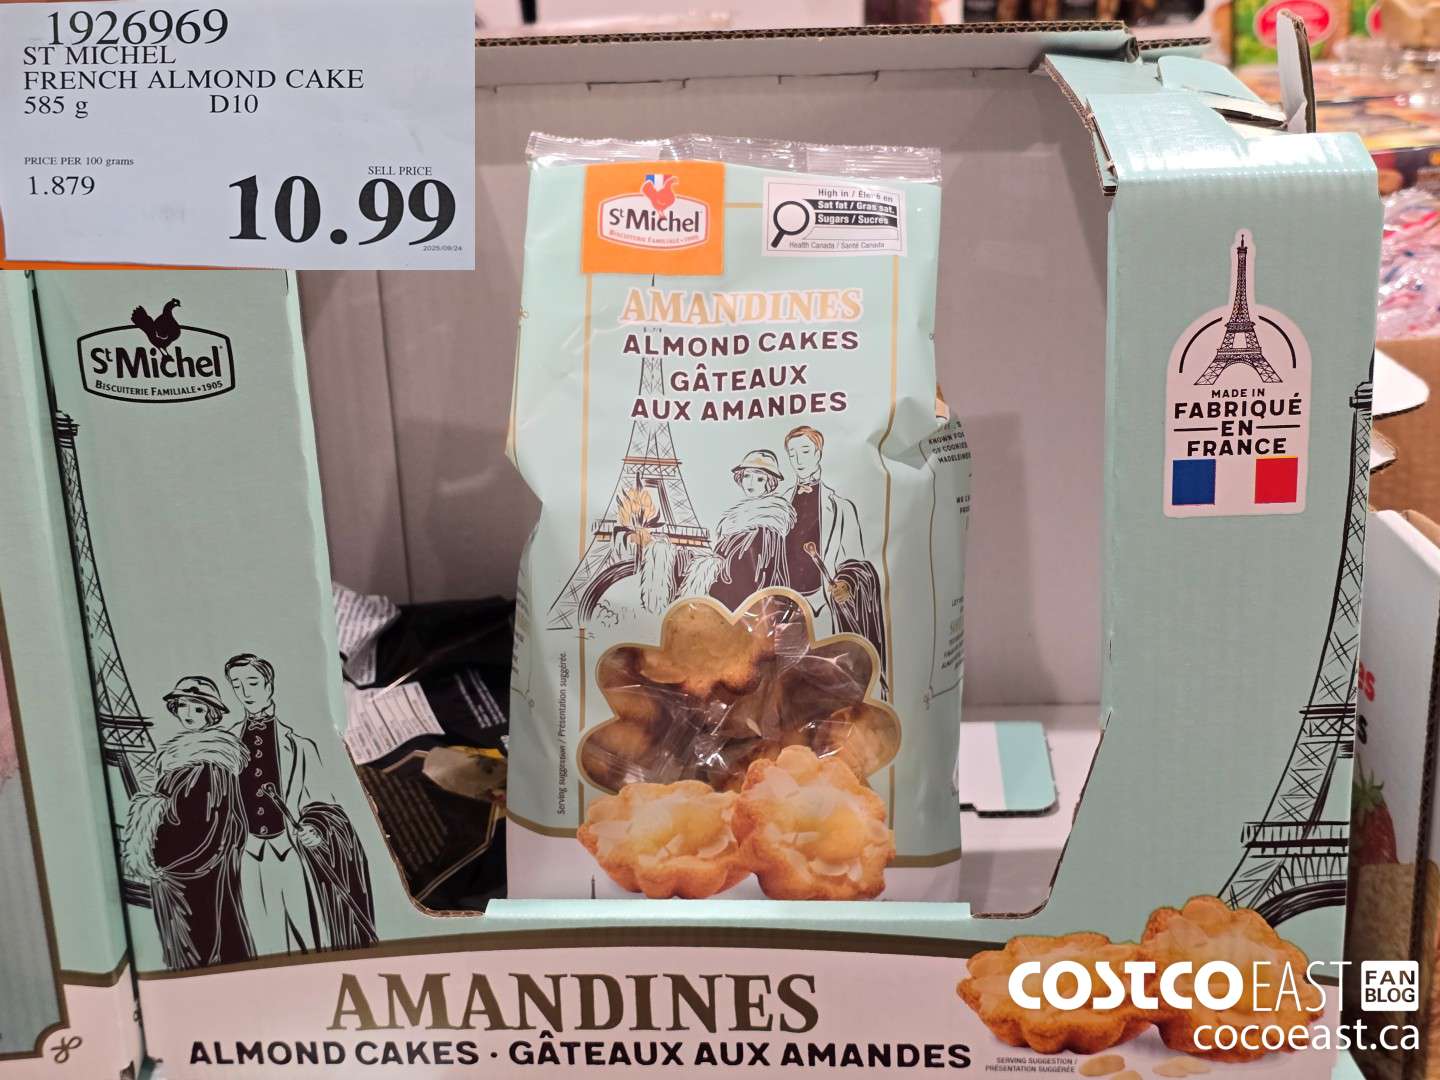 1926969
ST MICHEL
FRENCH ALMOND CAKE
585 g D10
PRICE PER 100 grams
1.879
SELL PRICE
10.99
2025/09/24
St Michel
BISCUITERIE FAMILIALE • 1905
High in / Élevé en
Sat fat / Gras sat.
Sugars / Sucres
Health Canada / Santé Canada
AMANDINES
ALMOND CAKES
GÂTEAUX
AUX AMANDES
Serving suggestion / Présentation suggérée.
KNOWN FOR
OF COOKIES
St Michel
BISCUITERIE FAMILIALE • 1905
MADE IN
FABRIQUÉ
EN
FRANCE
AMANDINES
ALMOND CAKES · GÂTEAUX AUX AMANDES
SERVING SUGGESTION /
PRÉSENTATION SUGGÉRÉE
COSTCO EAST FAN BLOG
cocoeast.ca